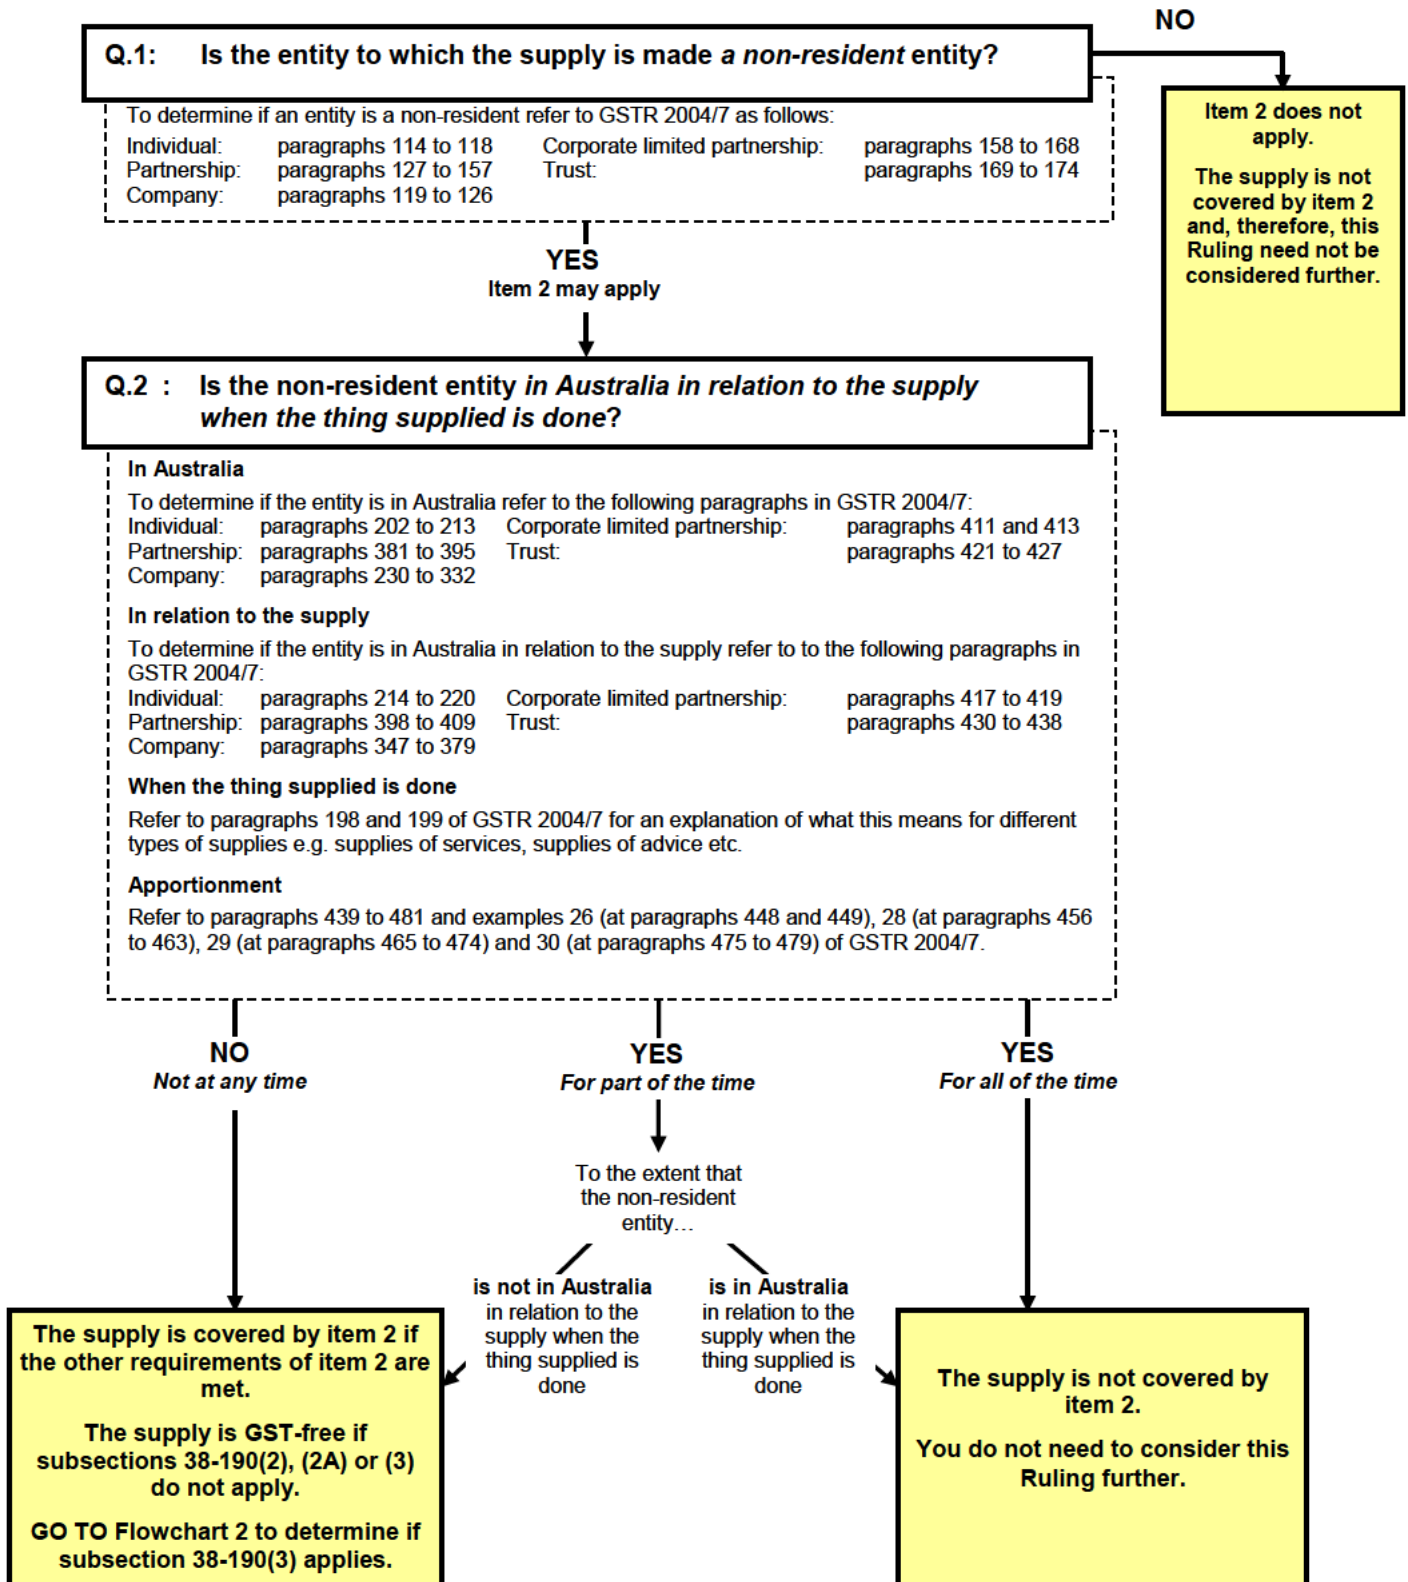 NO
Q.1: Is the entity to which the supply is made a non-resident entity?
To determine if an entity is a non-resident refer to GSTR 2004/7 as follows:
Individual: paragraphs 114 to 118 Corporate limited partnership: paragraphs 158 to 168
Partnership: paragraphs 127 to 157 Trust: paragraphs 169 to 174
Company: paragraphs 119 to 126
Item 2 does not
apply.
The supply is not
covered by item 2
and, therefore, this
Ruling need not be
considered further.
YES
Item 2 may apply
Q.2 : Is the non-resident entity in Australia in relation to the supply
when the thing supplied is done?
In Australia
To determine if the entity is in Australia refer to the following paragraphs in GSTR 2004/7:
Individual: paragraphs 202 to 213 Corporate limited partnership: paragraphs 411 and 413
Partnership: paragraphs 381 to 395 Trust: paragraphs 421 to 427
Company: paragraphs 230 to 332
In relation to the supply
To determine if the entity is in Australia in relation to the supply refer to to the following paragraphs in
GSTR 2004/7:
Individual: paragraphs 214 to 220 Corporate limited partnership: paragraphs 417 to 419
Partnership: paragraphs 398 to 409 Trust: paragraphs 430 to 438
Company: paragraphs 347 to 379
When the thing supplied is done
Refer to paragraphs 198 and 199 of GSTR 2004/7 for an explanation of what this means for different
types of supplies e.g. supplies of services, supplies of advice etc.
Apportionment
Refer to paragraphs 439 to 481 and examples 26 (at paragraphs 448 and 449), 28 (at paragraphs 456
to 463), 29 (at paragraphs 465 to 474) and 30 (at paragraphs 475 to 479) of GSTR 2004/7.
NO
Not at any time
YES
For part of the time
YES
For all of the time
To the extent that
the non-resident
entity…
is not in Australia
in relation to the
supply when the
thing supplied is
done
is in Australia
in relation to the
supply when the
thing supplied is
done
The supply is covered by item 2 if
the other requirements of item 2 are
met.
The supply is GST-free if
subsections 38-190(2), (2A) or (3)
do not apply.
GO TO Flowchart 2 to determine if
subsection 38-190(3) applies.
The supply is not covered by
item 2.
You do not need to consider this
Ruling further.